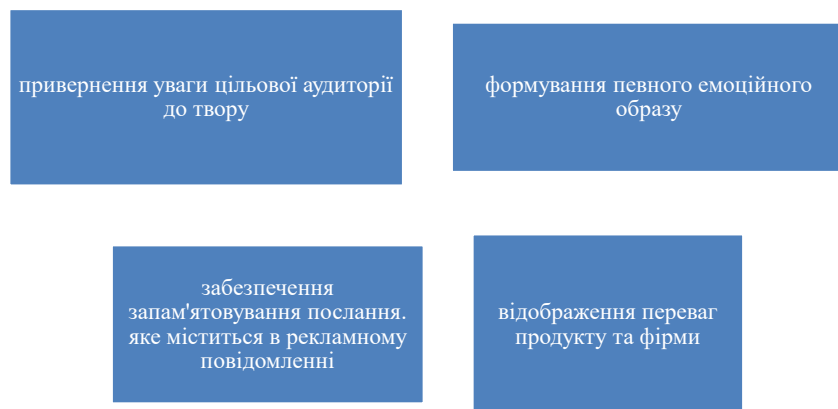 привернення уваги цільової аудиторії
до твору
формування певного емоційного
образу
забезпечення
запам'ятовування послання.
яке міститься в рекламному
повідомленні
відображення переваг
продукту та фірми